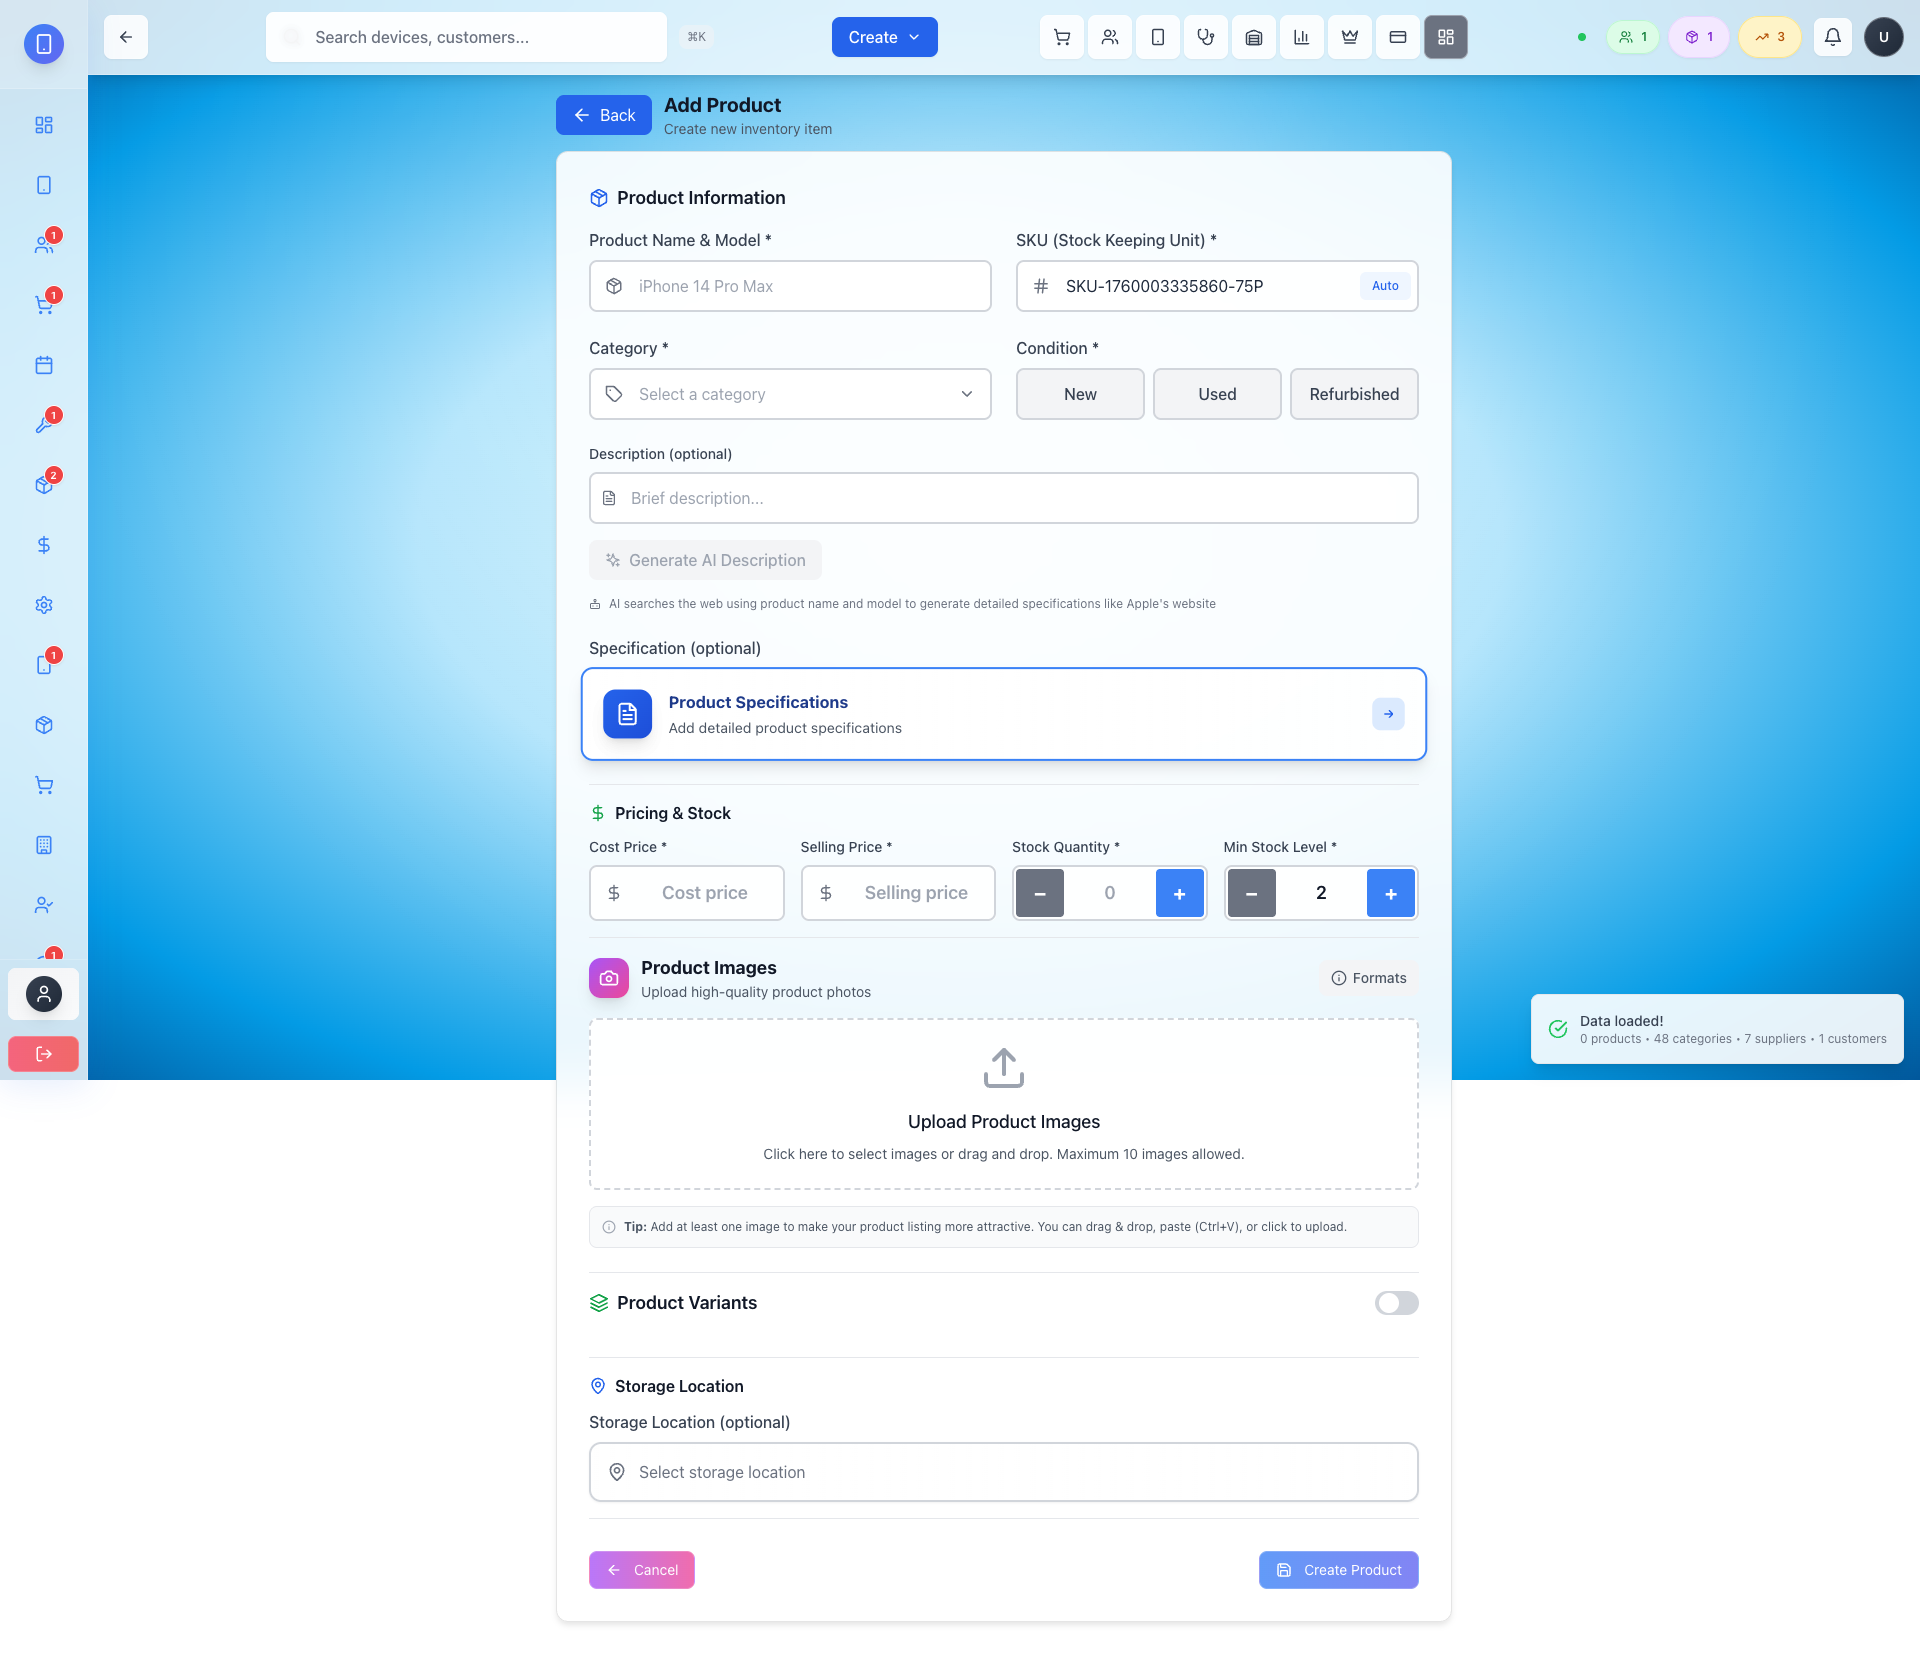 Search devices, customers...
⌘K
Create
1
1
3
U
Back
Add Product
Create new inventory item
Product Information
Product Name & Model *
SKU (Stock Keeping Unit) *
iPhone 14 Pro Max
SKU-1760003335860-75P
Auto
Category *
Condition *
Select a category
New
Used
Refurbished
Description (optional)
Brief description...
Generate AI Description
AI searches the web using product name and model to generate detailed specifications like Apple's website
Specification (optional)
Product Specifications
Add detailed product specifications
Pricing & Stock
Cost Price *
Selling Price *
Stock Quantity *
Min Stock Level *
Cost price
Selling price
−
0
+
−
2
+
Product Images
Upload high-quality product photos
Formats
Upload Product Images
Click here to select images or drag and drop. Maximum 10 images allowed.
Tip: Add at least one image to make your product listing more attractive. You can drag & drop, paste (Ctrl+V), or click to upload.
Product Variants
Storage Location
Storage Location (optional)
Select storage location
Cancel
Create Product
1
1
1
2
1
1
Data loaded!
0 products • 48 categories • 7 suppliers • 1 customers